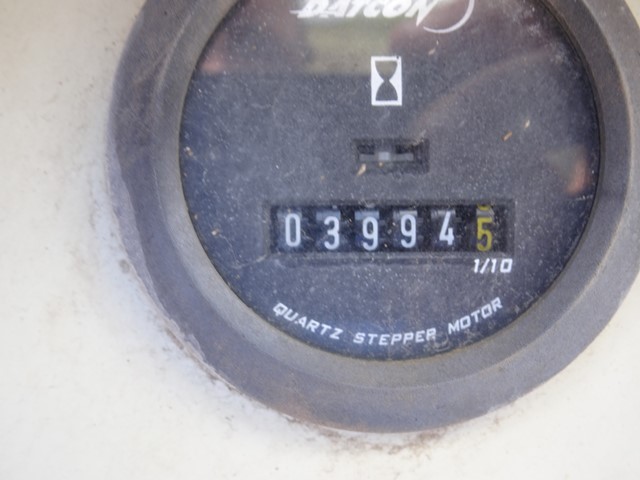 DATCON
039945
1/10
QUARTZ STEPPER MOTOR